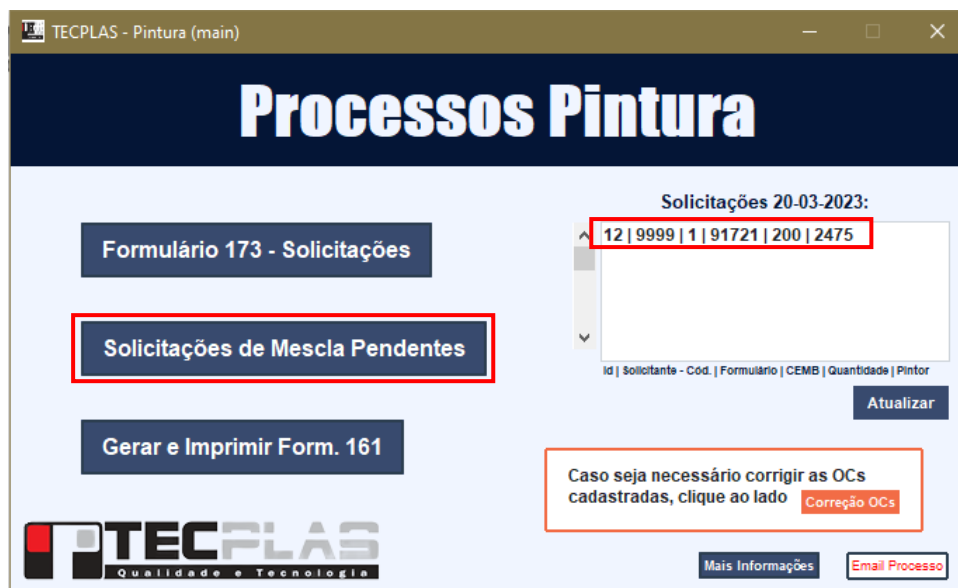 TECPLAS - Pintura (main)
Processos Pintura
Formulário 173 - Solicitações
Solicitações de Mescla Pendentes
Gerar e Imprimir Form. 161
Solicitações 20-03-2023:
12 | 9999 | 1 | 91721 | 200 | 2475
Id | Solicitante - Cód. | Formulário | CEMB | Quantidade | Pintor
Atualizar
Caso seja necessário corrigir as OCs
cadastradas, clique ao lado
Correção OCs
TECPLAS
Qualidade e Tecnologia
Mais Informações
Email Processo